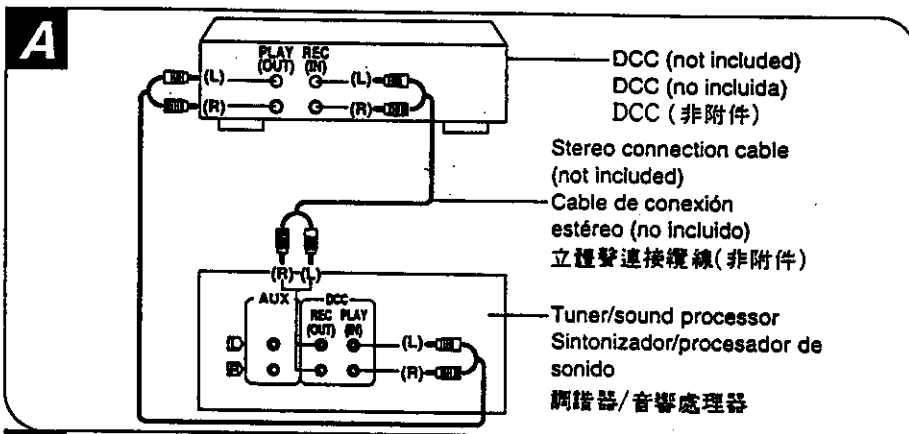 A
PLAY REC
(OUT) (IN)
(L) (L)
(R) (R)
DCC (not included)
DCC (no incluida)
DCC (非附件)
Stereo connection cable
(not included)
Cable de conexión
estéreo (no incluido)
立體聲連接纜線(非附件)
(R) (L)
AUX DCC
REC PLAY
(OUT) (IN)
(L)
(R)
Tuner/sound processor
Sintonizador/procesador de
sonido
調諧器/音響處理器